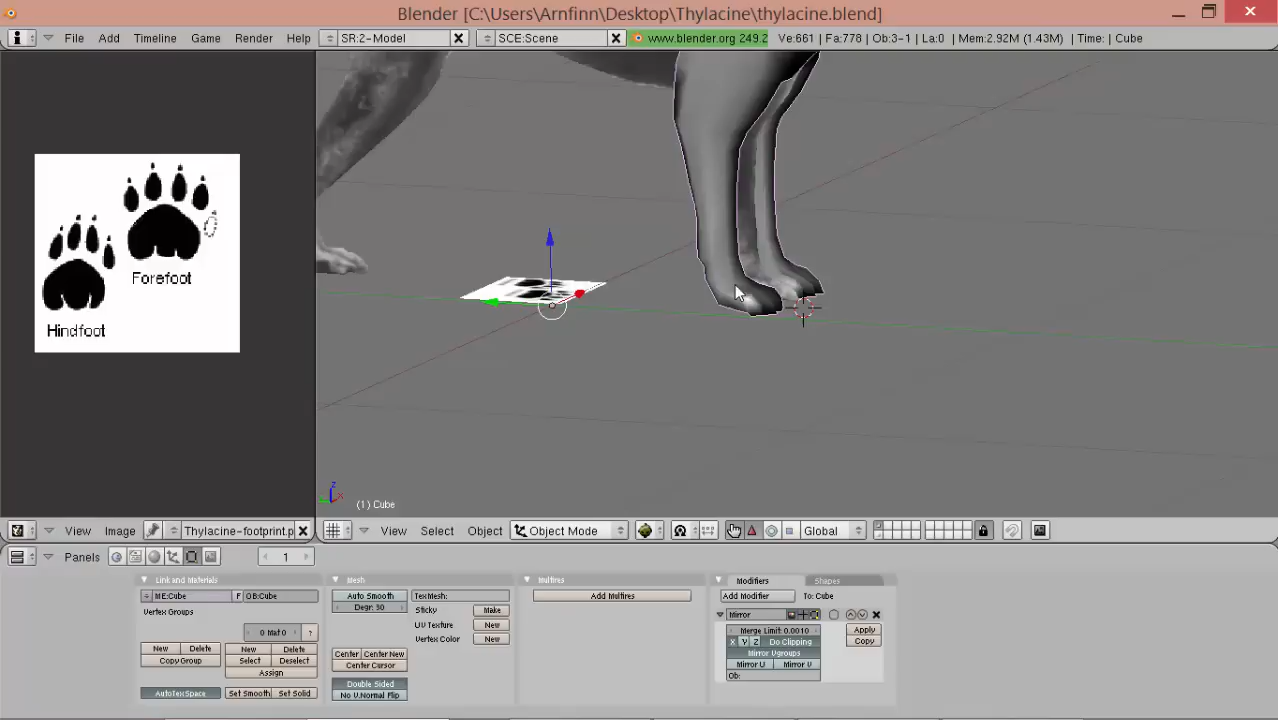 Blender [C:\Users\Arnfinn\Desktop\Thylacine\thylacine.blend]
File Add Timeline Game Render Help SR:2-Model SCE:Scene www.blender.org 249.2 Ve:661 | Fa:778 | Ob:3-1 | La:0 | Mem:2.92M (1.43M) | Time: | Cube
Forefoot
Hindfoot
z
x
(1) Cube
View Image Thylacine-footprint.p View Select Object Object Mode Global
Panels 1
Link and Materials Mesh Multires Modifiers Shapes
ME:Cube F OB:Cube Auto Smooth TexMesh: Add Multires Add Modifier To: Cube
Vertex Groups Degr: 30 Sticky Make Mirror
0 Mat 0 ? UV Texture New Merge Limit: 0.0010 Apply
New Delete New Delete Vertex Color New X Y Z Do Clipping Copy
Copy Group Select Deselect Center Center New Mirror Vgroups
Assign Center Cursor Mirror U Mirror V
Double Sided Ob:
AutoTexSpace Set Smooth Set Solid No V.Normal Flip